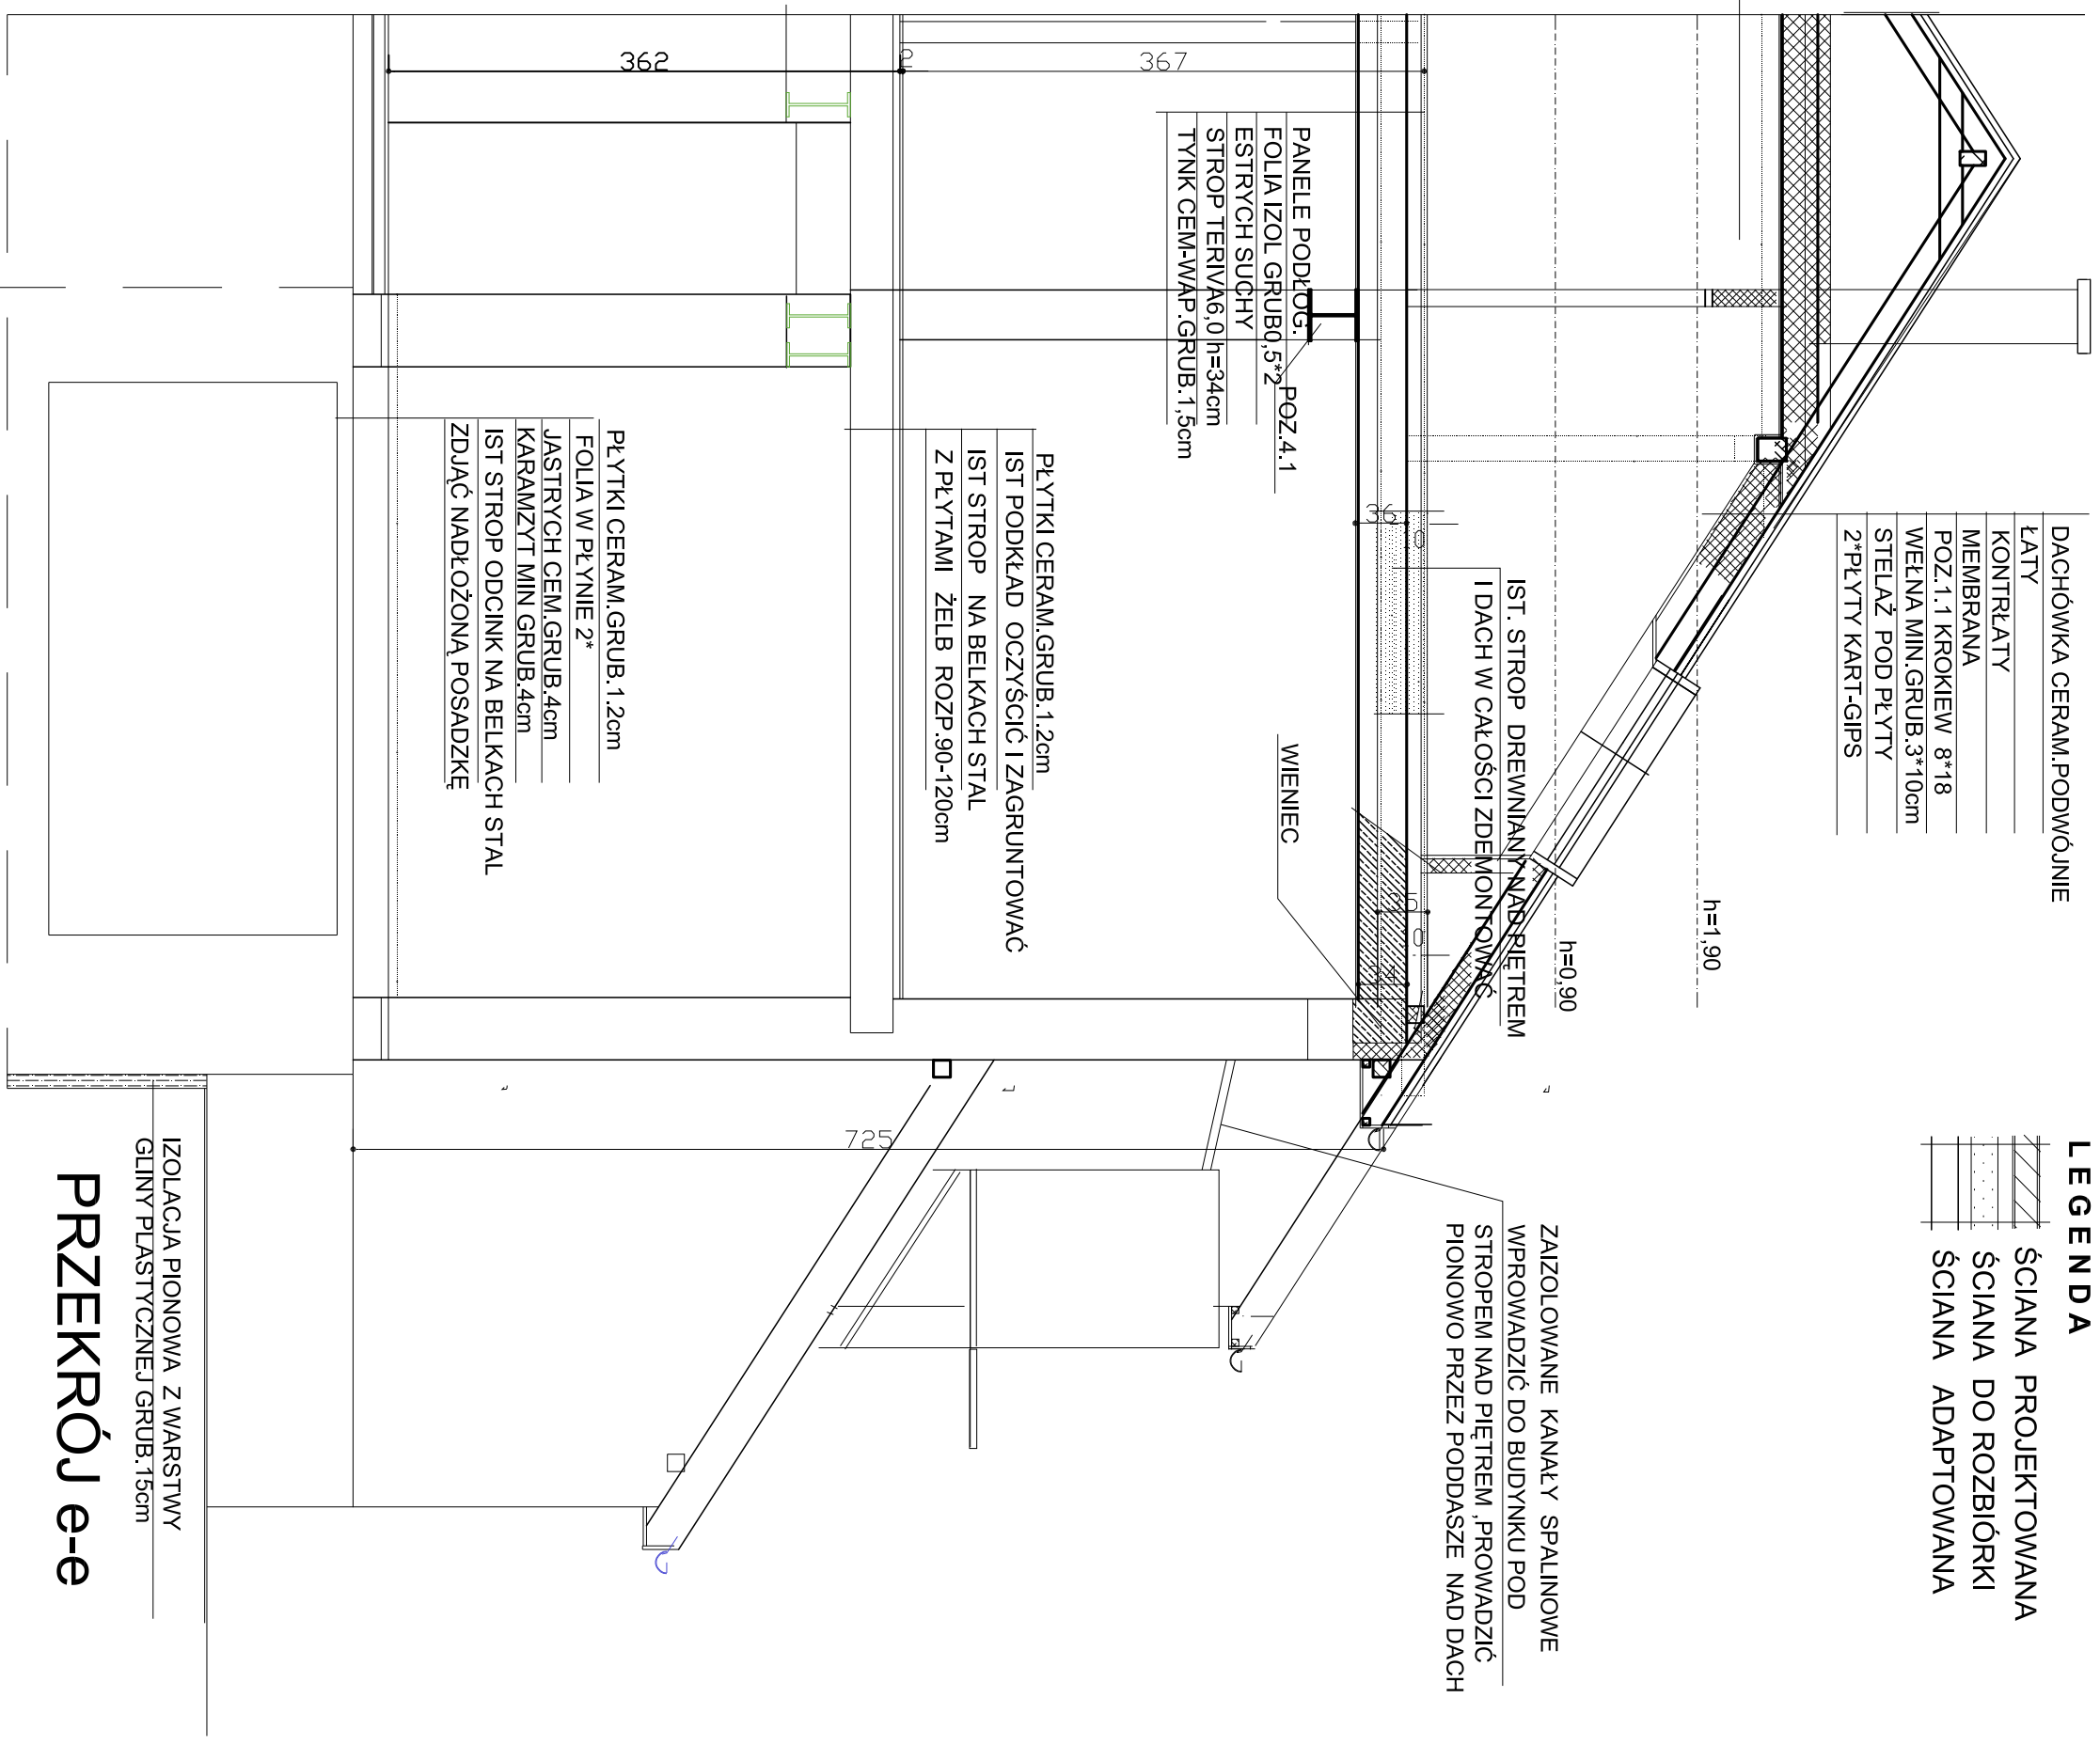 L E G E N D A
ŚCIANA PROJEKTOWANA
ŚCIANA DO ROZBIÓRKI
ŚCIANA ADAPTOWANA
DACHÓWKA CERAM.PODWÓJNIE
ŁATY
KONTRŁATY
MEMBRANA
POZ.1.1 KROKIEW 8*18
WEŁNA MIN.GRUB.3*10cm
STELAŻ POD PŁYTY
2*PŁYTY KART-GIPS
h=1,90
h=0,90
IST. STROP DREWNIANY NAD PIĘTREM
I DACH W CAŁOŚCI ZDEMONTOWAĆ
ZAIZOLOWANE KANAŁY SPALINOWE
WPROWADZIĆ DO BUDYNKU POD
STROPEM NAD PIĘTREM ,PROWADZIĆ
PIONOWO PRZEZ PODDASZE NAD DACH
36
35
24
PANELE PODŁOG.
FOLIA IZOL GRUB0,5*2
ESTRYCH SUCHY
STROP TERIVA6,0 h=34cm
TYNK CEM-WAP.GRUB.1,5cm
POZ.4.1
WIENIEC
367
2
362
725
PŁYTKI CERAM.GRUB.1.2cm
IST PODKŁAD OCZYŚCIĆ I ZAGRUNTOWAĆ
IST STROP NA BELKACH STAL
Z PŁYTAMI ŻELB ROZP.90-120cm
PŁYTKI CERAM.GRUB.1.2cm
FOLIA W PŁYNIE 2*
JASTRYCH CEM.GRUB.4cm
KARAMZYT MIN GRUB.4cm
IST STROP ODCINK NA BELKACH STAL
ZDJĄĆ NADŁOŻONĄ POSADZKĘ
IZOLACJA PIONOWA Z WARSTWY
GLINY PLASTYCZNEJ GRUB.15cm
PRZEKRÓJ e-e